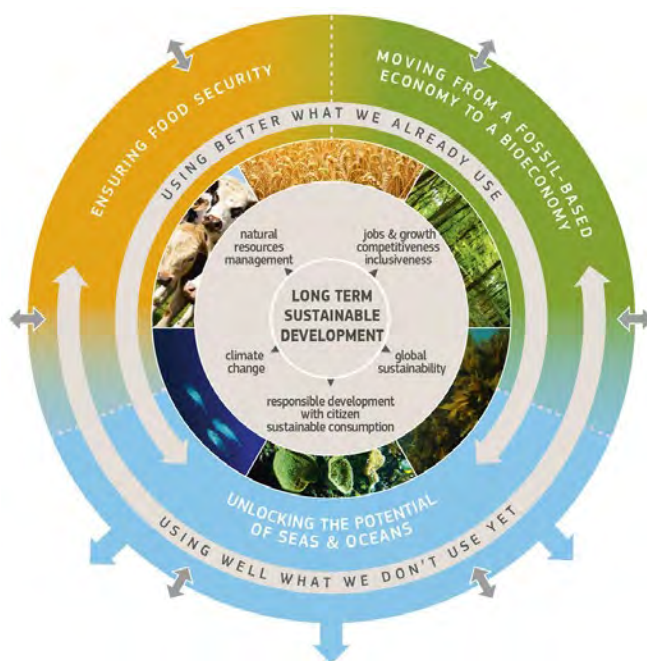 ENSURING FOOD SECURITY
MOVING FROM A FOSSIL-BASED
ECONOMY TO A BIOECONOMY
USING BETTER WHAT WE ALREADY USE
natural
resources
management
jobs & growth
competitiveness
inclusiveness
LONG TERM
SUSTAINABLE
DEVELOPMENT
climate
change
global
sustainability
responsible development
with citizen
sustainable consumption
UNLOCKING THE POTENTIAL
OF SEAS & OCEANS
USING WELL WHAT WE DON'T USE YET